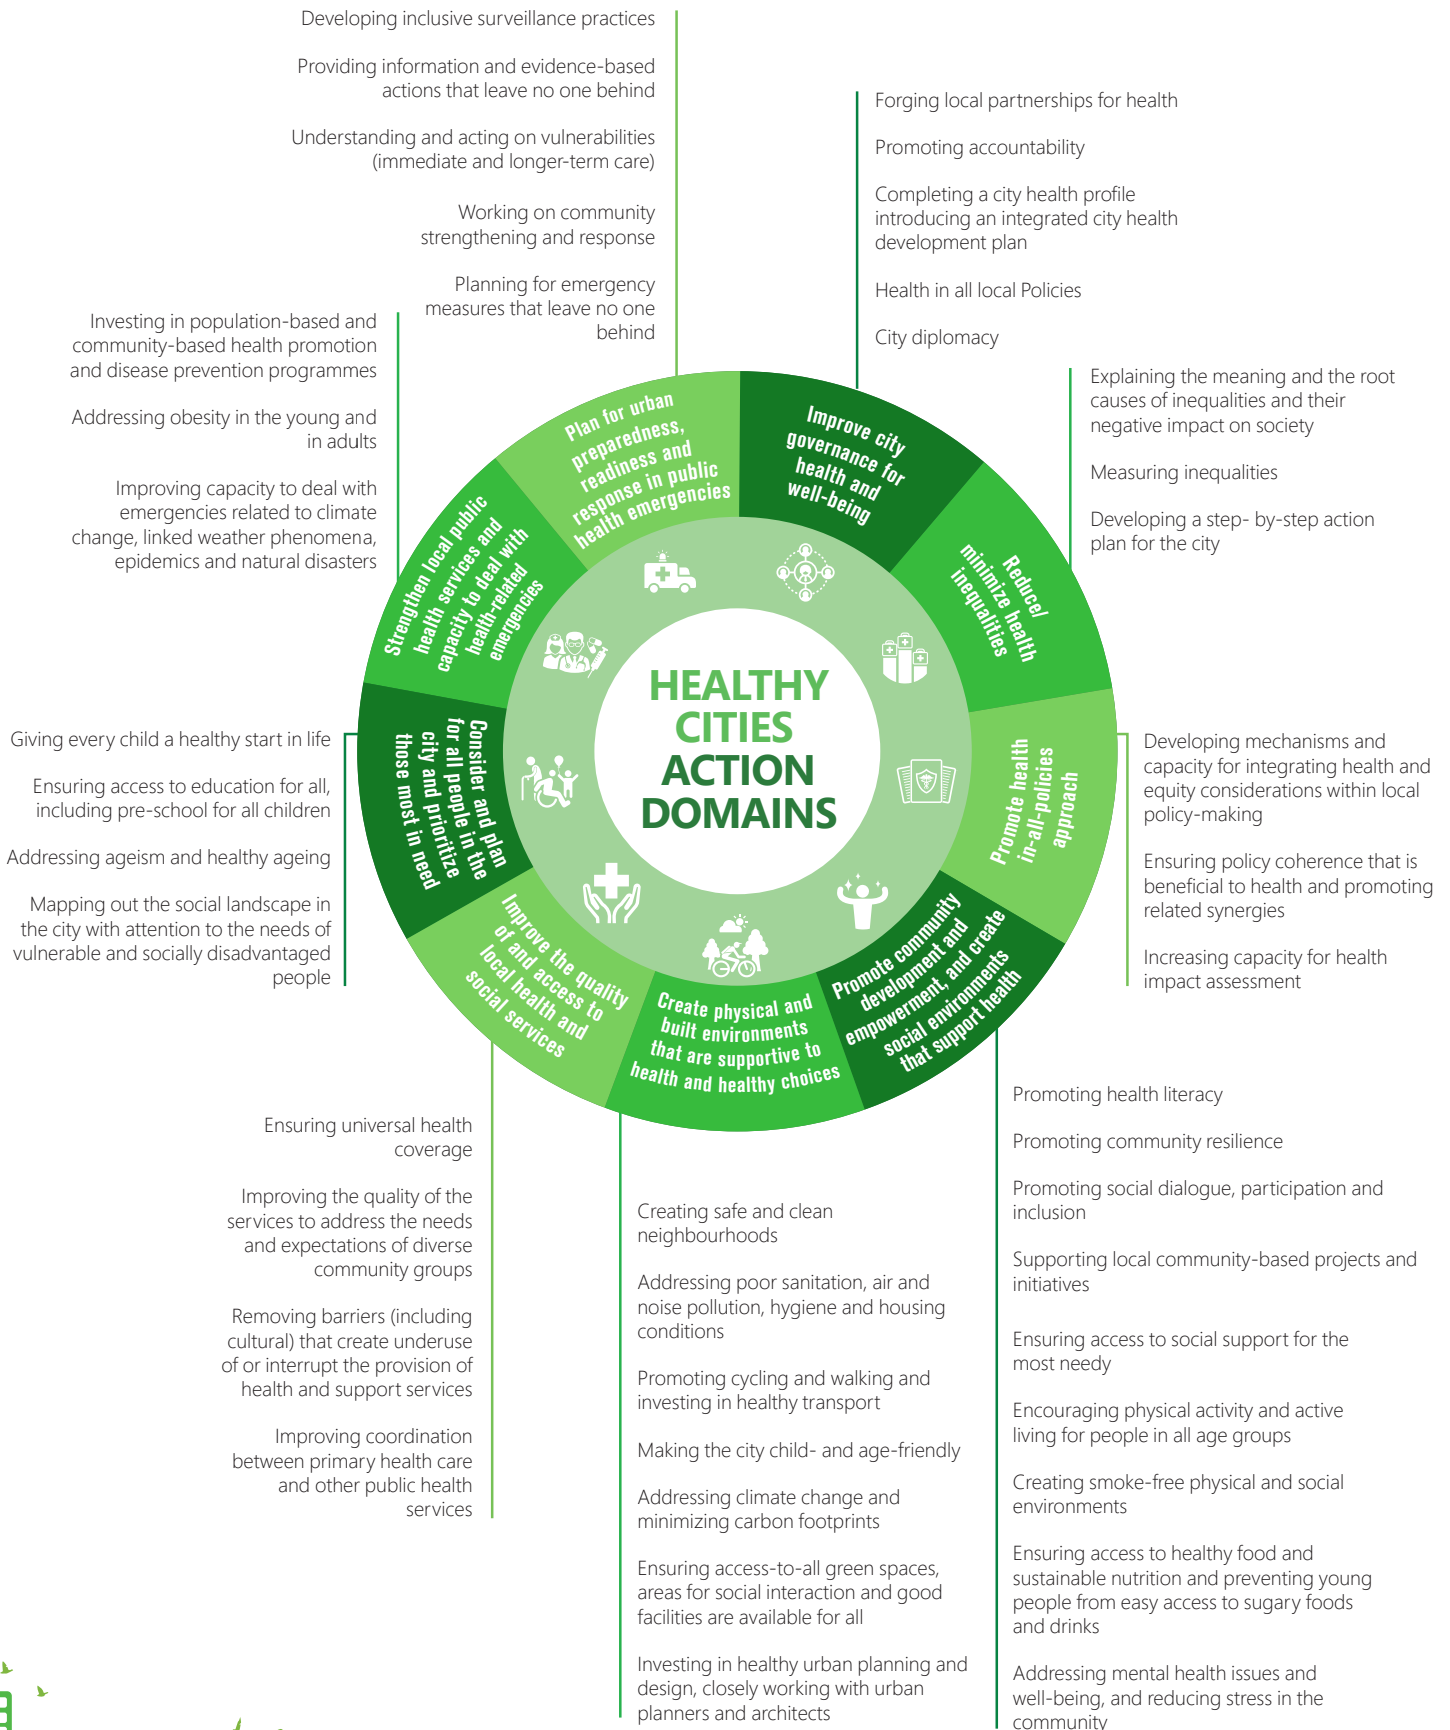 Developing inclusive surveillance practices
Providing information and evidence-based
actions that leave no one behind
Understanding and acting on vulnerabilities
(immediate and longer-term care)
Working on community
strengthening and response
Planning for emergency
measures that leave no one
behind
Forging local partnerships for health
Promoting accountability
Completing a city health profile
introducing an integrated city health
development plan
Health in all local Policies
City diplomacy
Investing in population-based and
community-based health promotion
and disease prevention programmes
Addressing obesity in the young and
in adults
Improving capacity to deal with
emergencies related to climate
change, linked weather phenomena,
epidemics and natural disasters
Explaining the meaning and the root
causes of inequalities and their
negative impact on society
Measuring inequalities
Developing a step- by-step action
plan for the city
Plan for urban
preparedness,
readiness and
response in public
health emergencies
Improve city
governance for
health and
well-being
Strengthen local public
health services and
capacity to deal with
health-related
emergencies
Reduce/
minimize health
inequalities
HEALTHY
CITIES
ACTION
DOMAINS
Consider and plan
for all people in the
city and prioritize
those most in need
Promote health
in-all-policies
approach
Giving every child a healthy start in life
Ensuring access to education for all,
including pre-school for all children
Addressing ageism and healthy ageing
Mapping out the social landscape in
the city with attention to the needs of
vulnerable and socially disadvantaged
people
Developing mechanisms and
capacity for integrating health and
equity considerations within local
policy-making
Ensuring policy coherence that is
beneficial to health and promoting
related synergies
Increasing capacity for health
impact assessment
Improve the quality
of and access to
local health and
social services
Create physical and
built environments
that are supportive to
health and healthy choices
Promote community
development and
empowerment, and create
social environments
that support health
Ensuring universal health
coverage
Improving the quality of the
services to address the needs
and expectations of diverse
community groups
Removing barriers (including
cultural) that create underuse
of or interrupt the provision of
health and support services
Improving coordination
between primary health care
and other public health
services
Creating safe and clean
neighbourhoods
Addressing poor sanitation, air and
noise pollution, hygiene and housing
conditions
Promoting cycling and walking and
investing in healthy transport
Making the city child- and age-friendly
Addressing climate change and
minimizing carbon footprints
Ensuring access-to-all green spaces,
areas for social interaction and good
facilities are available for all
Investing in healthy urban planning and
design, closely working with urban
planners and architects
Promoting health literacy
Promoting community resilience
Promoting social dialogue, participation and
inclusion
Supporting local community-based projects and
initiatives
Ensuring access to social support for the
most needy
Encouraging physical activity and active
living for people in all age groups
Creating smoke-free physical and social
environments
Ensuring access to healthy food and
sustainable nutrition and preventing young
people from easy access to sugary foods
and drinks
Addressing mental health issues and
well-being, and reducing stress in the
community